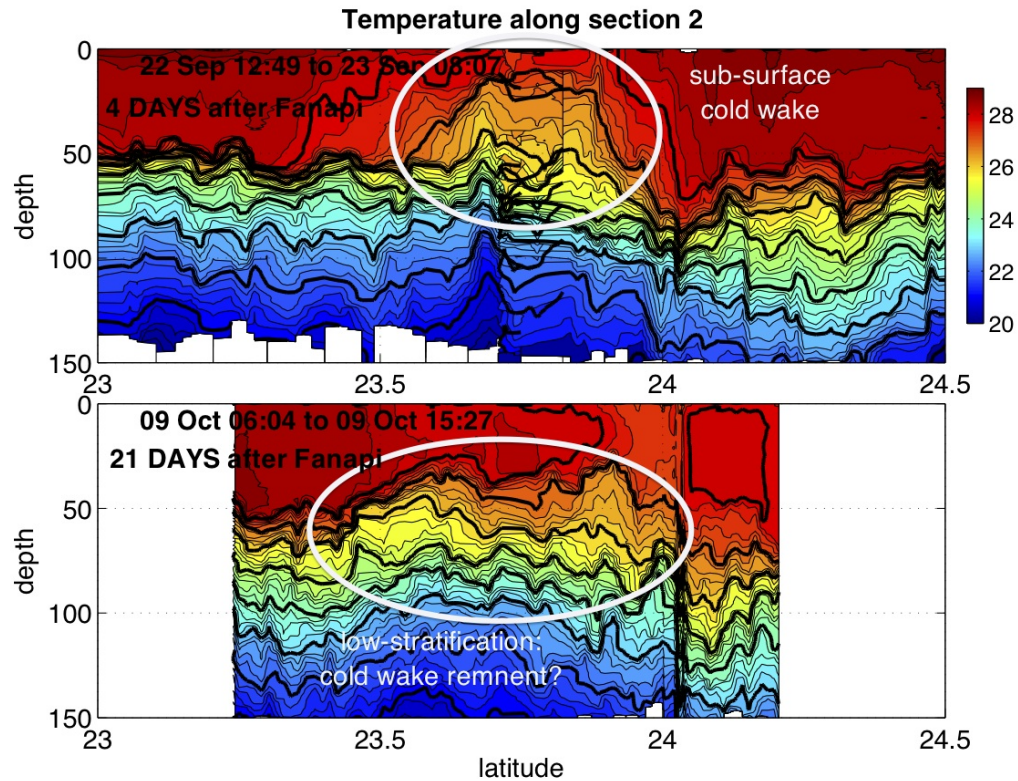 Temperature along section 2
0
22 Sep 12:49 to 23 Sep 08:07
4 DAYS after Fanapi
sub-surface
cold wake
50
100
150
depth
23
23.5
24
24.5
28
26
24
22
20
0
09 Oct 06:04 to 09 Oct 15:27
21 DAYS after Fanapi
50
100
150
depth
low-stratification:
cold wake remnent?
23
23.5
24
24.5
latitude